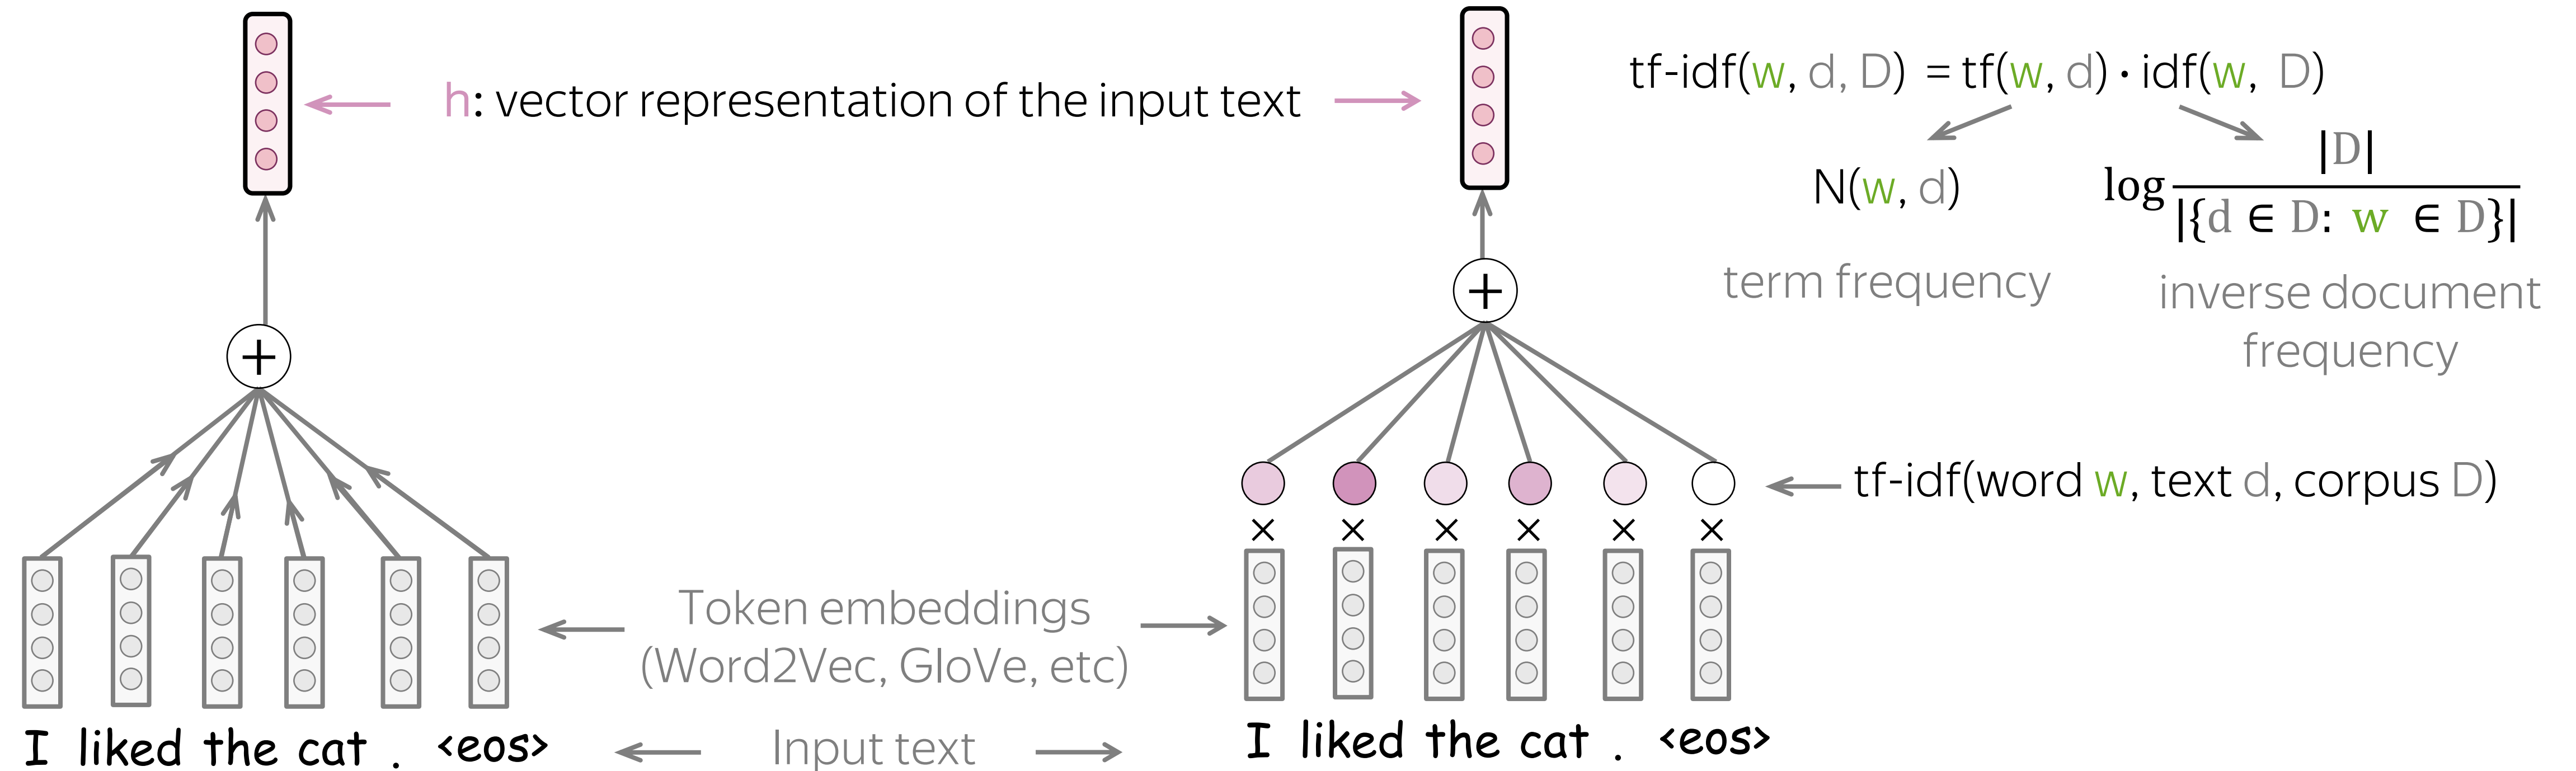 h: vector representation of the input text
tf-idf(w, d, D) = tf(w, d) · idf(w, D)
N(w, d)
log |D| / |{d ∈ D: w ∈ D}|
term frequency
inverse document
frequency
+
+
tf-idf(word w, text d, corpus D)
× × × × × ×
Token embeddings
(Word2Vec, GloVe, etc)
I liked the cat . <eos>
Input text
I liked the cat . <eos>